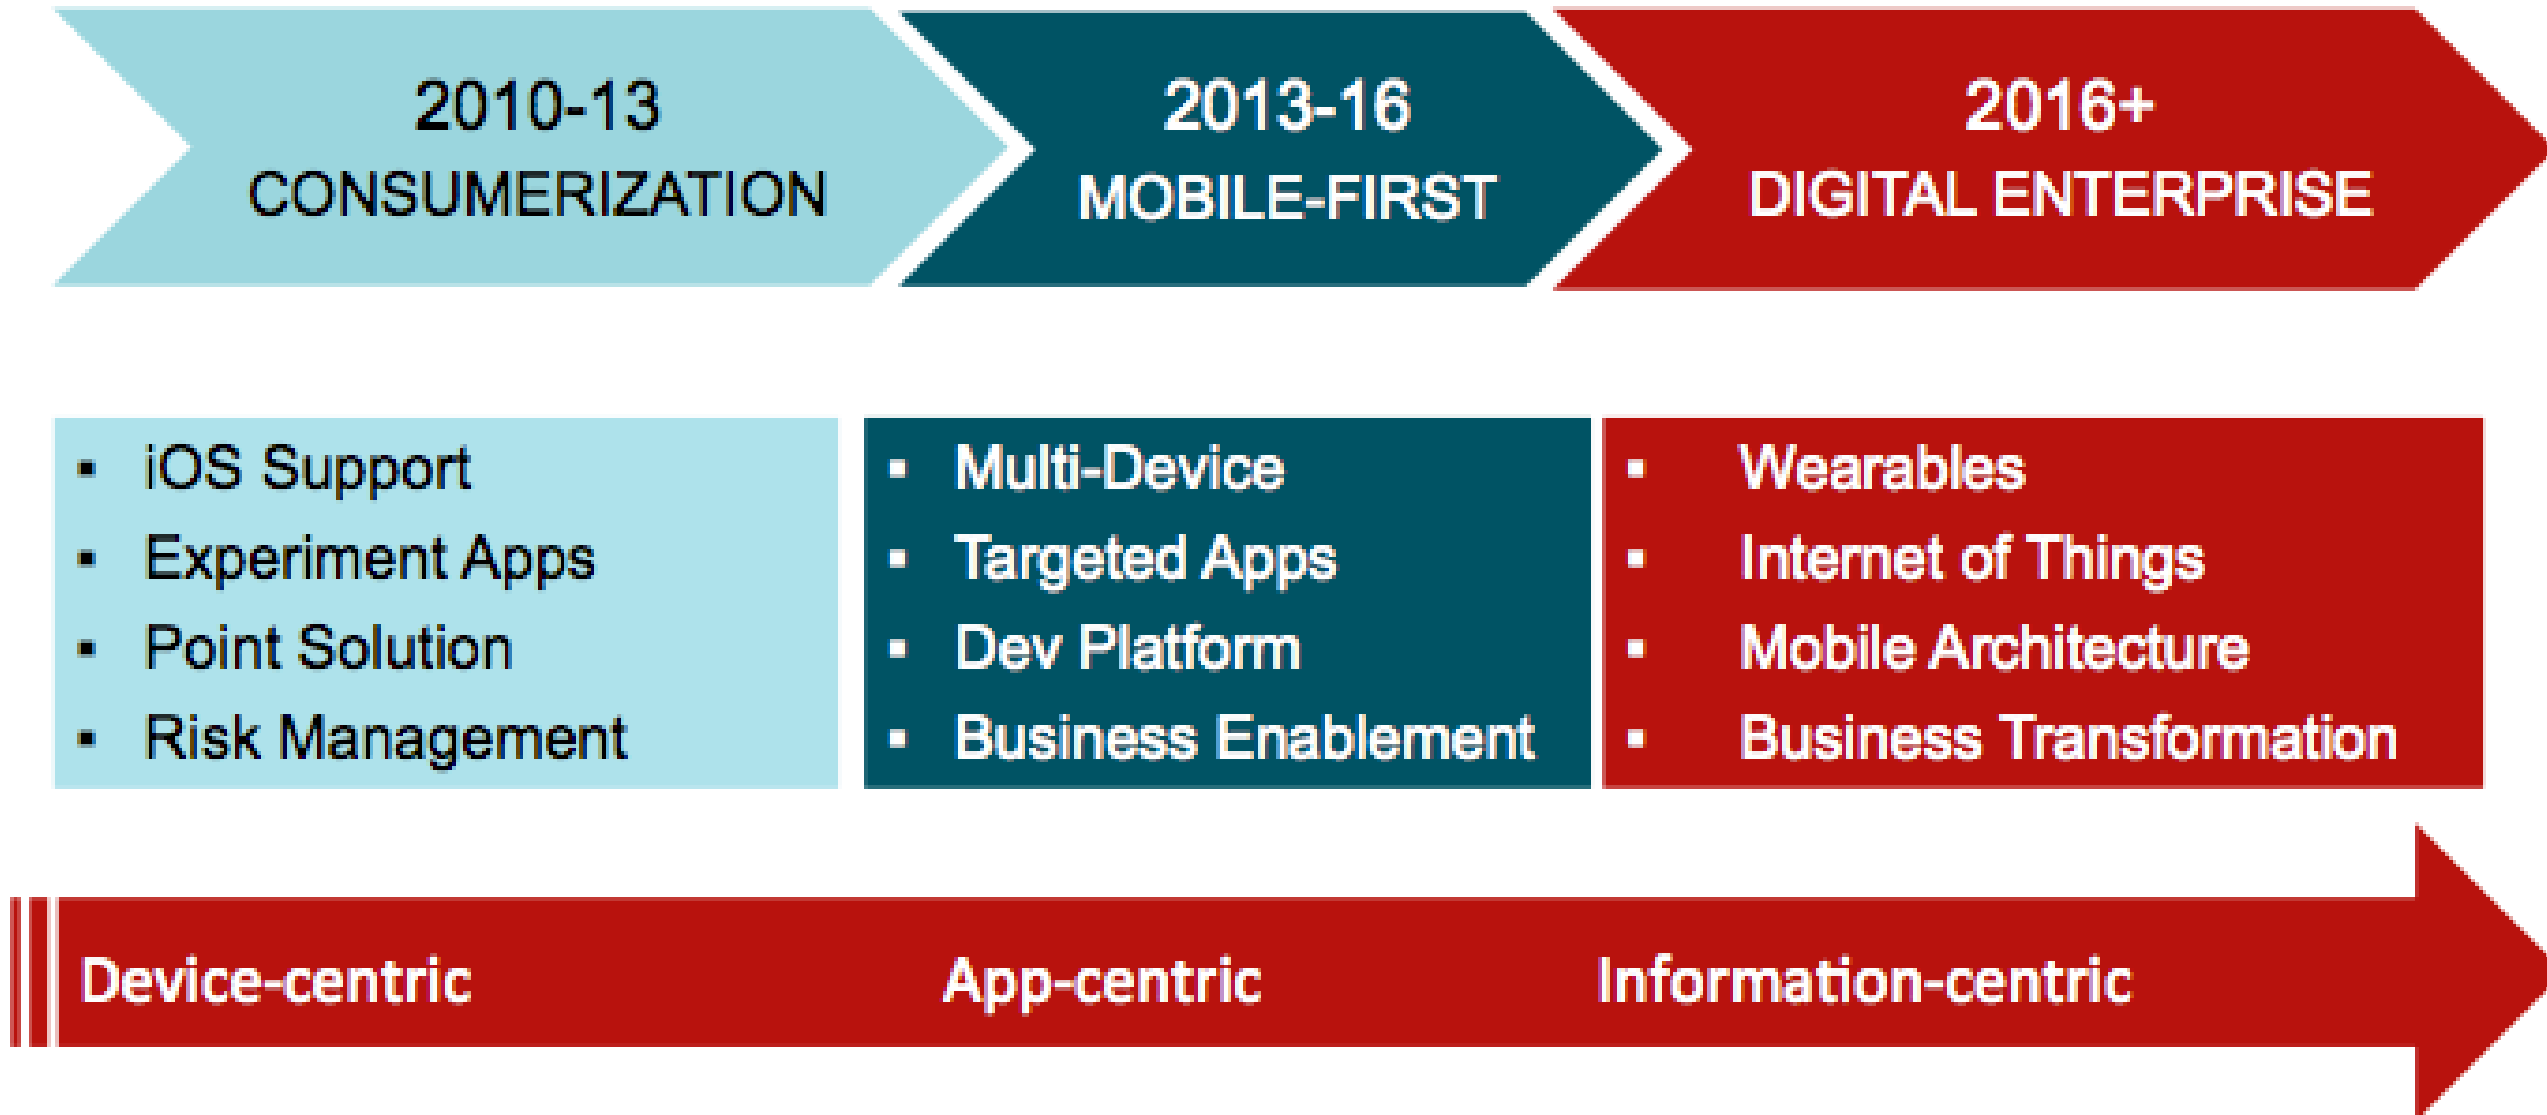 2010-13
CONSUMERIZATION
2013-16
MOBILE-FIRST
2016+
DIGITAL ENTERPRISE
▪ iOS Support
▪ Experiment Apps
▪ Point Solution
▪ Risk Management
▪ Multi-Device
▪ Targeted Apps
▪ Dev Platform
▪ Business Enablement
▪ Wearables
▪ Internet of Things
▪ Mobile Architecture
▪ Business Transformation
Device-centric
App-centric
Information-centric